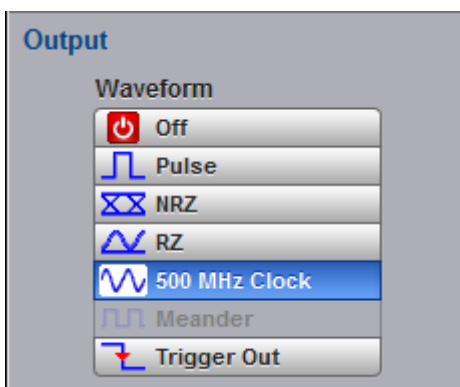 Output
Waveform
Off
Pulse
NRZ
RZ
500 MHz Clock
Meander
Trigger Out